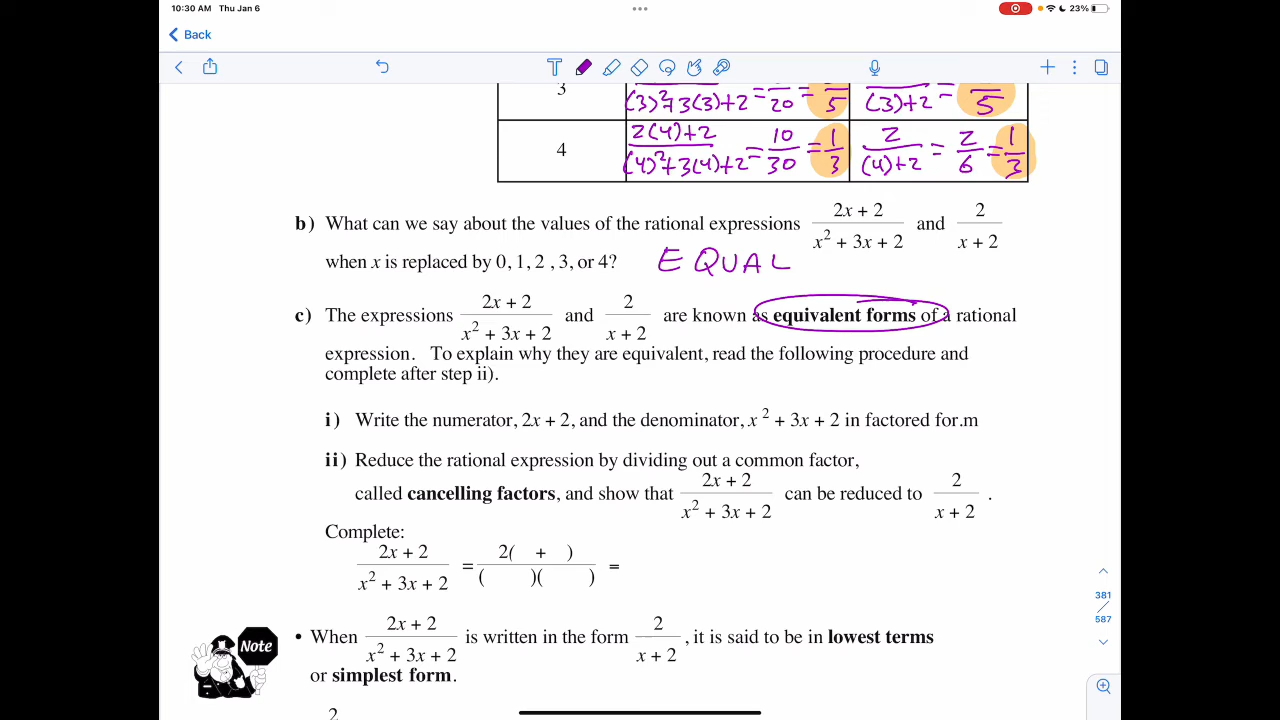 10:30 AM Thu Jan 6
23%
Back
T
3
(3)²+3(3)+2 = 20 = 5
(3)+2 = 5
4
2(4)+2 / (4)²+3(4)+2 = 10/30 = 1/3
2 / (4)+2 = 2/6 = 1/3
b) What can we say about the values of the rational expressions (2x + 2)/(x² + 3x + 2) and 2/(x + 2)
when x is replaced by 0, 1, 2 , 3, or 4? EQUAL
c) The expressions (2x + 2)/(x² + 3x + 2) and 2/(x + 2) are known as equivalent forms of a rational
expression. To explain why they are equivalent, read the following procedure and
complete after step ii).
i) Write the numerator, 2x + 2, and the denominator, x² + 3x + 2 in factored for.m
ii) Reduce the rational expression by dividing out a common factor,
called cancelling factors, and show that (2x + 2)/(x² + 3x + 2) can be reduced to 2/(x + 2) .
Complete:
(2x + 2)/(x² + 3x + 2) = 2( + )/( )( ) =
381
587
Note
• When (2x + 2)/(x² + 3x + 2) is written in the form 2/(x + 2) , it is said to be in lowest terms
or simplest form.
2